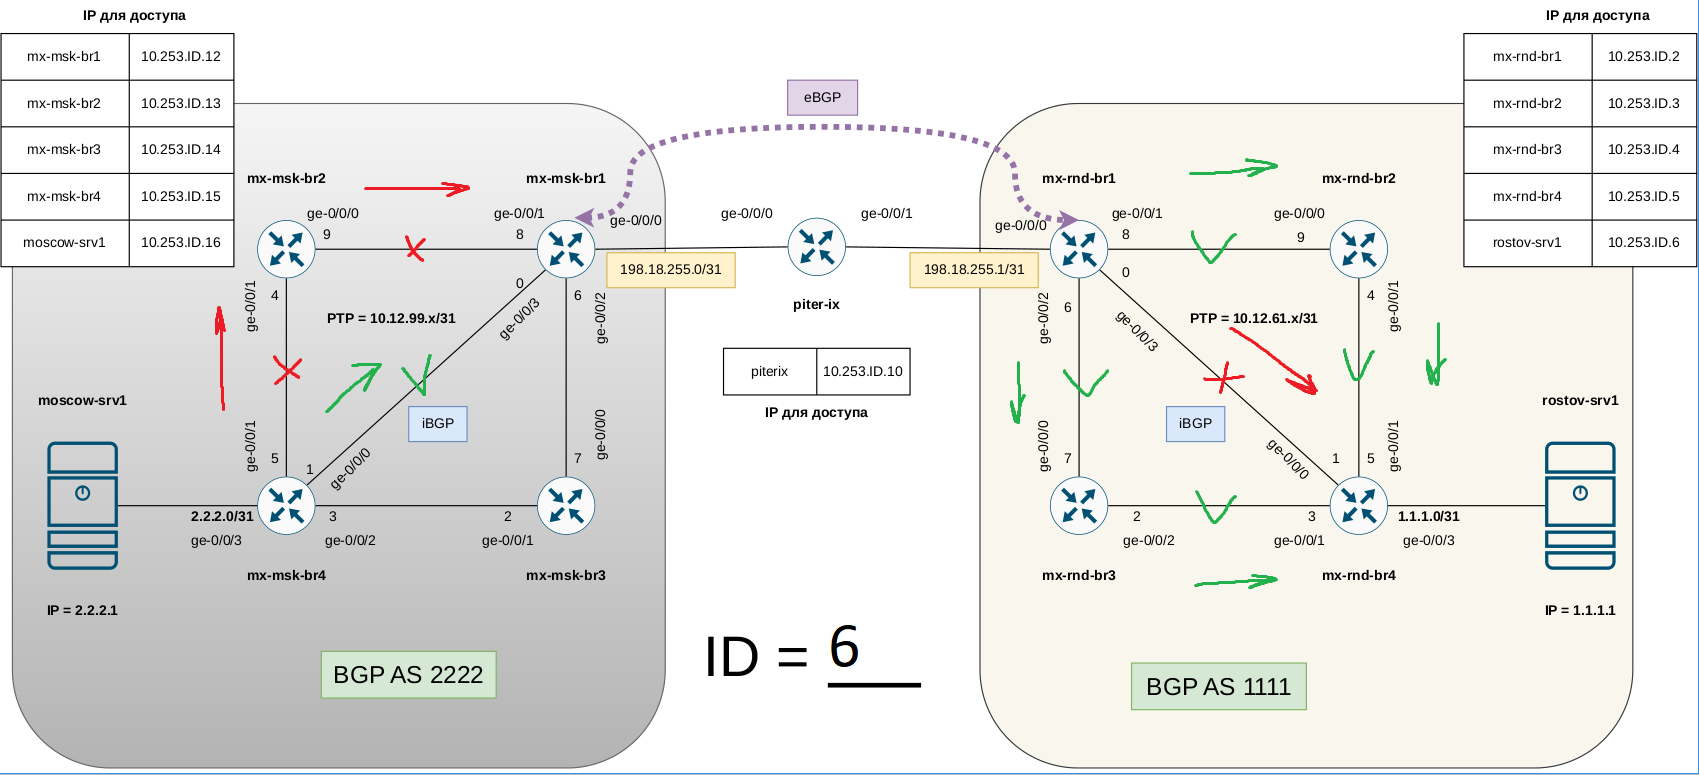 IP для доступа
mx-msk-br1 10.253.ID.12
mx-msk-br2 10.253.ID.13
mx-msk-br3 10.253.ID.14
mx-msk-br4 10.253.ID.15
moscow-srv1 10.253.ID.16
IP для доступа
mx-rnd-br1 10.253.ID.2
mx-rnd-br2 10.253.ID.3
mx-rnd-br3 10.253.ID.4
mx-rnd-br4 10.253.ID.5
rostov-srv1 10.253.ID.6
eBGP
mx-msk-br2
mx-msk-br1
ge-0/0/0
9
ge-0/0/1
8
ge-0/0/0
198.18.255.0/31
ge-0/0/1
4
0
ge-0/0/3
6
ge-0/0/2
PTP = 10.12.99.x/31
iBGP
moscow-srv1
ge-0/0/1
5
1
ge-0/0/0
7
ge-0/0/0
2.2.2.0/31
ge-0/0/3
3
ge-0/0/2
2
ge-0/0/1
mx-msk-br4
mx-msk-br3
IP = 2.2.2.1
BGP AS 2222
ge-0/0/0
ge-0/0/1
piter-ix
piterix 10.253.ID.10
IP для доступа
ID = 6
mx-rnd-br1
mx-rnd-br2
ge-0/0/0
198.18.255.1/31
ge-0/0/1
8
ge-0/0/0
9
0
ge-0/0/3
ge-0/0/2
6
4
ge-0/0/1
PTP = 10.12.61.x/31
iBGP
rostov-srv1
ge-0/0/0
7
ge-0/0/0
1
5
ge-0/0/1
2
ge-0/0/2
3
ge-0/0/1
1.1.1.0/31
ge-0/0/3
mx-rnd-br3
mx-rnd-br4
IP = 1.1.1.1
BGP AS 1111